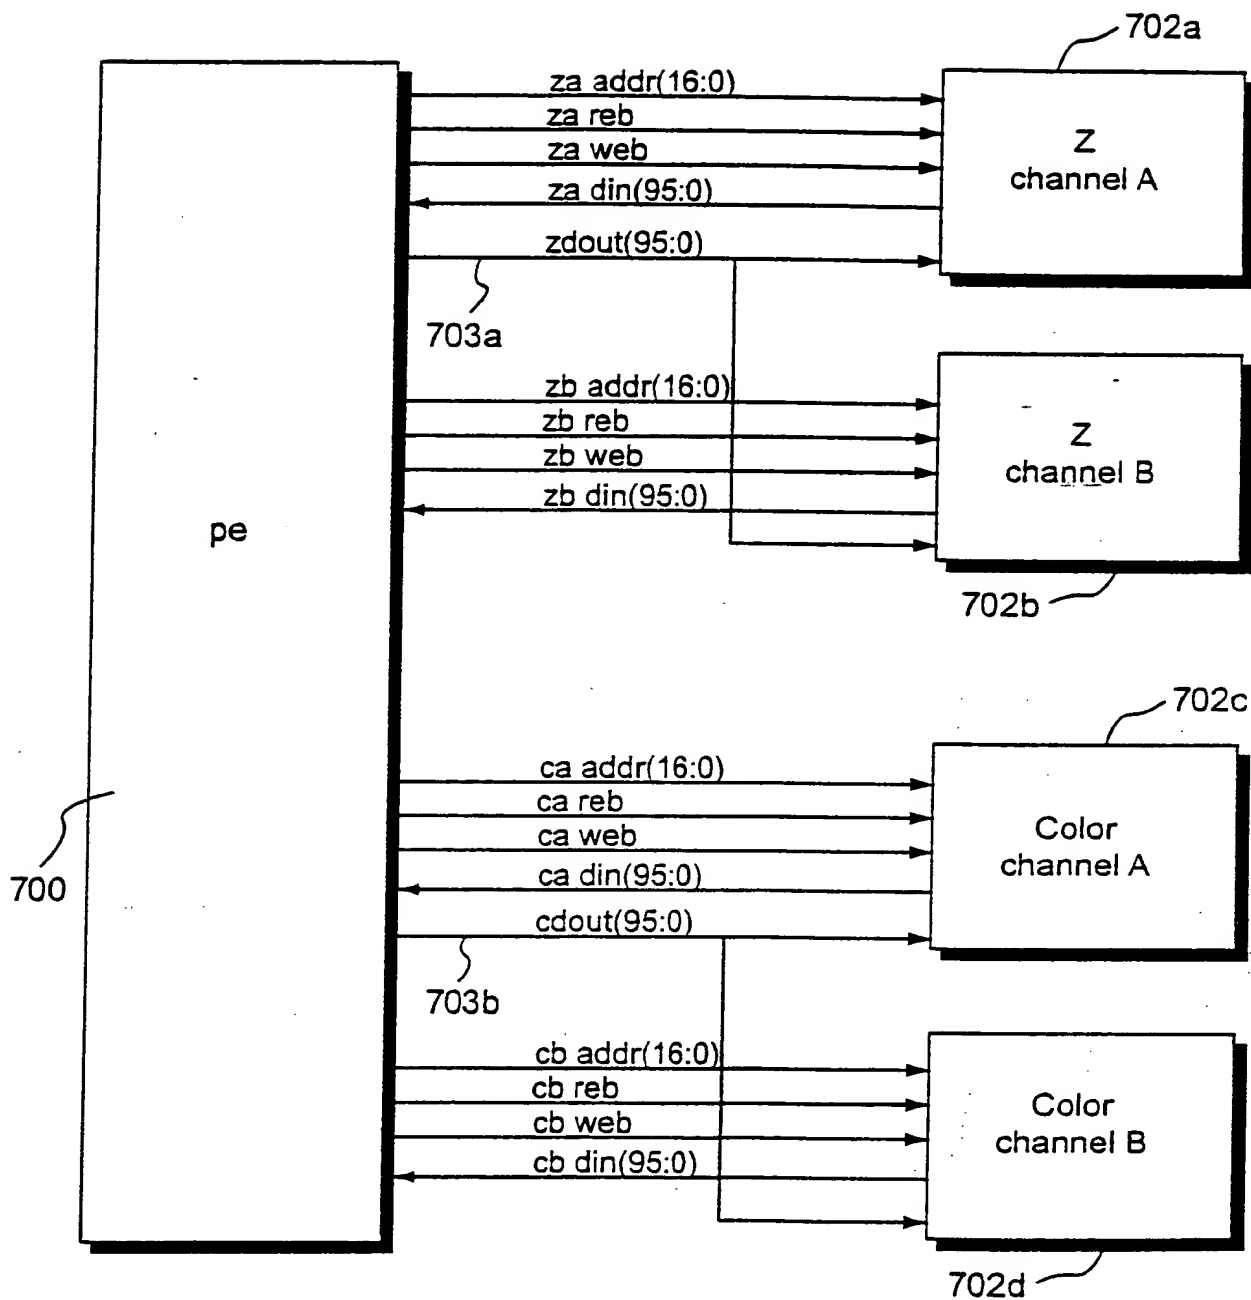 702a
za addr(16:0)
za reb
za web
za din(95:0)
zdout(95:0)
Z
channel A
703a
zb addr(16:0)
zb reb
zb web
zb din(95:0)
Z
channel B
pe
702b
702c
ca addr(16:0)
ca reb
ca web
ca din(95:0)
cdout(95:0)
Color
channel A
700
703b
cb addr(16:0)
cb reb
cb web
cb din(95:0)
Color
channel B
702d